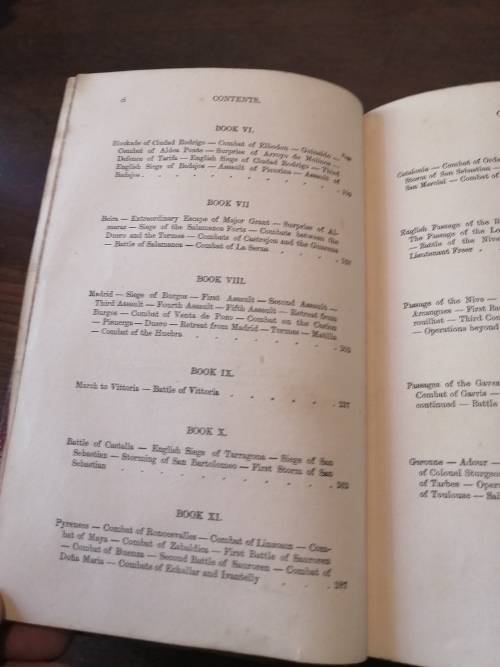 CONTENTS.
BOOK VI.
Page
Blockade of Ciudad Rodrigo — Combat of Elbodon — Guinaldo —
Combat of Aldea Ponte — Surprise of Arroyo de Molinos —
Defence of Tarifa — English Siege of Ciudad Rodrigo — Third
English Siege of Badajos — Assault of Picurina — Assault of
Badajos
BOOK VII
Beira — Extraordinary Escape of Major Grant — Surprise of Al-
maraz — Siege of the Salamanca Forts — Combats between the
Duero and the Tormes — Combats of Castrejon and the Guarena
— Battle of Salamanca — Combat of La Serna
BOOK VIII.
Madrid — Siege of Burgos — First Assault — Second Assault —
Third Assault — Fourth Assault — Fifth Assault — Retreat from
Burgos — Combat of Venta de Pozo — Combat on the Carion
— Pisuerga — Duero — Retreat from Madrid — Tormes — Matilla
— Combat of the Huebra
BOOK IX.
March to Vittoria — Battle of Vittoria . . . . . . 237
BOOK X.
Battle of Castalla — English Siege of Tarragona — Siege of San
Sebastian — Storming of San Bartolomeo — First Storm of San
Sebastian . . . . . . . . . 262
BOOK XI.
Pyrenees — Combat of Roncesvalles — Combat of Linzoain — Com-
bat of Maya — Combat of Zabaldica — First Battle of Sauroren
— Combat of Buenza — Second Battle of Sauroren — Combat of
Doña Maria — Combats of Echallar and Ivantelly . . . 287
Catalonia — Combat of Orda
Storm of San Sebastian
San Marcial — Combat of
English Passage of the B
The Passage of the Lo
— Battle of the Nive
Lieutenant Freer .
Passage of the Nive —
Arcangues — First Ba
rouilhet — Third Com
— Operations beyond
Passages of the Gaves
Combat of Garris —
continued — Battle
Garonne — Adour —
of Colonel Sturgeon
of Tarbes — Oper
of Toulouse — Sal